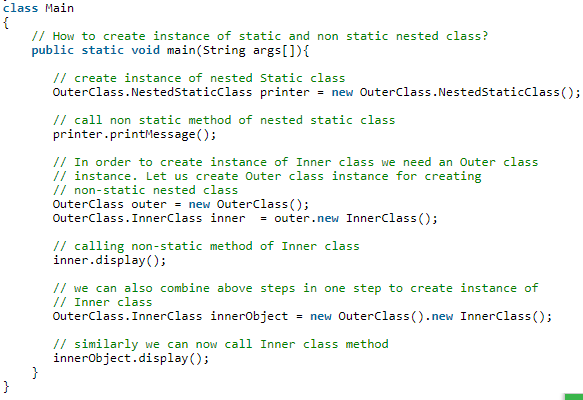 class Main
{
// How to create instance of static and non static nested class?
public static void main(String args[]){
// create instance of nested Static class
OuterClass.NestedStaticClass printer = new OuterClass.NestedStaticClass();
// call non static method of nested static class
printer.printMessage();
// In order to create instance of Inner class we need an Outer class
// instance. Let us create Outer class instance for creating
// non-static nested class
OuterClass outer = new OuterClass();
OuterClass.InnerClass inner  = outer.new InnerClass();
// calling non-static method of Inner class
inner.display();
// we can also combine above steps in one step to create instance of
// Inner class
OuterClass.InnerClass innerObject = new OuterClass().new InnerClass();
// similarly we can now call Inner class method
innerObject.display();
}
}